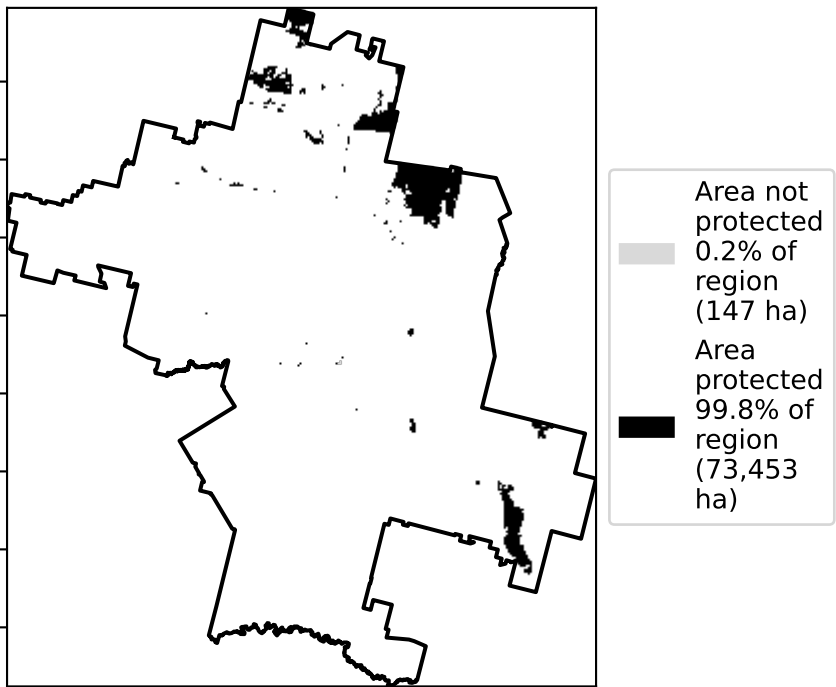 Area not
protected
0.2% of
region
(147 ha)
Area
protected
99.8% of
region
(73,453
ha)